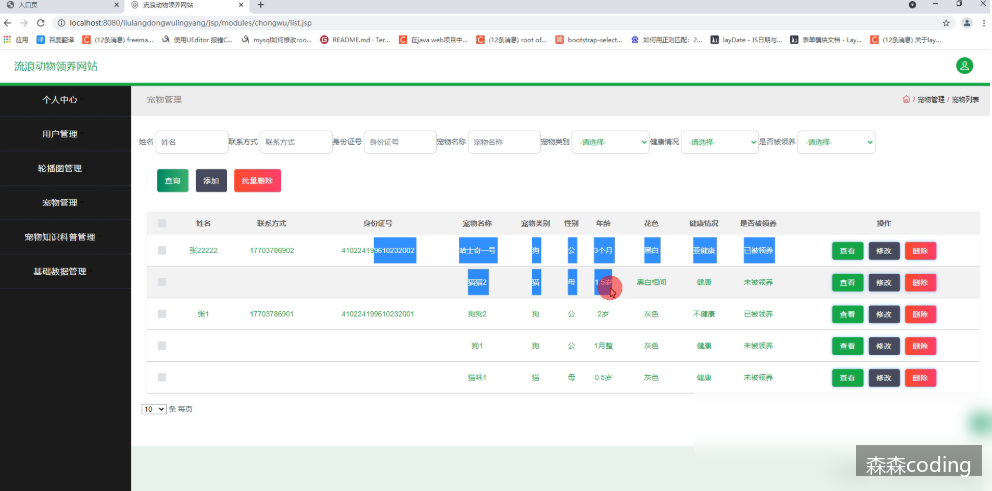 入口页
流浪动物领养网站
localhost:8080/liulangdongwulingyang/jsp/modules/chongwu/list.jsp
应用 百度翻译 (12条消息) freema... 使用UEditor 报错C... mysql如何修改roo... README.md · Ter... 在java web项目中... (12条消息) root of... bootstrap-select... 如何用正则匹配：2... layDate - JS日期与... 表单模块文档 - Lay... (12条消息) 关于lay...
流浪动物领养网站
个人中心
用户管理
轮播图管理
宠物管理
宠物知识科普管理
基础数据管理
宠物管理
/ 宠物管理 / 宠物列表
姓名 姓名 联系方式 联系方式 身份证号 身份证号 宠物名称 宠物名称 宠物类别 -请选择- 健康情况 -请选择- 是否被领养 -请选择-
查询 添加 批量删除
姓名 联系方式 身份证号 宠物名称 宠物类别 性别 年龄 花色 健康情况 是否被领养 操作
张22222 17703786902 410224199610232002 哈士奇一号 狗 公 3个月 黑白 亚健康 已被领养 查看 修改 删除
猫猫2 猫 母 黑白相间 健康 未被领养 查看 修改 删除
张1 17703786901 410224199610232001 狗狗2 狗 公 2岁 灰色 不健康 已被领养 查看 修改 删除
狗1 狗 公 1月整 灰色 健康 未被领养 查看 修改 删除
猫咪1 猫 母 0.5岁 灰色 健康 未被领养 查看 修改 删除
10 条 每页
森森coding